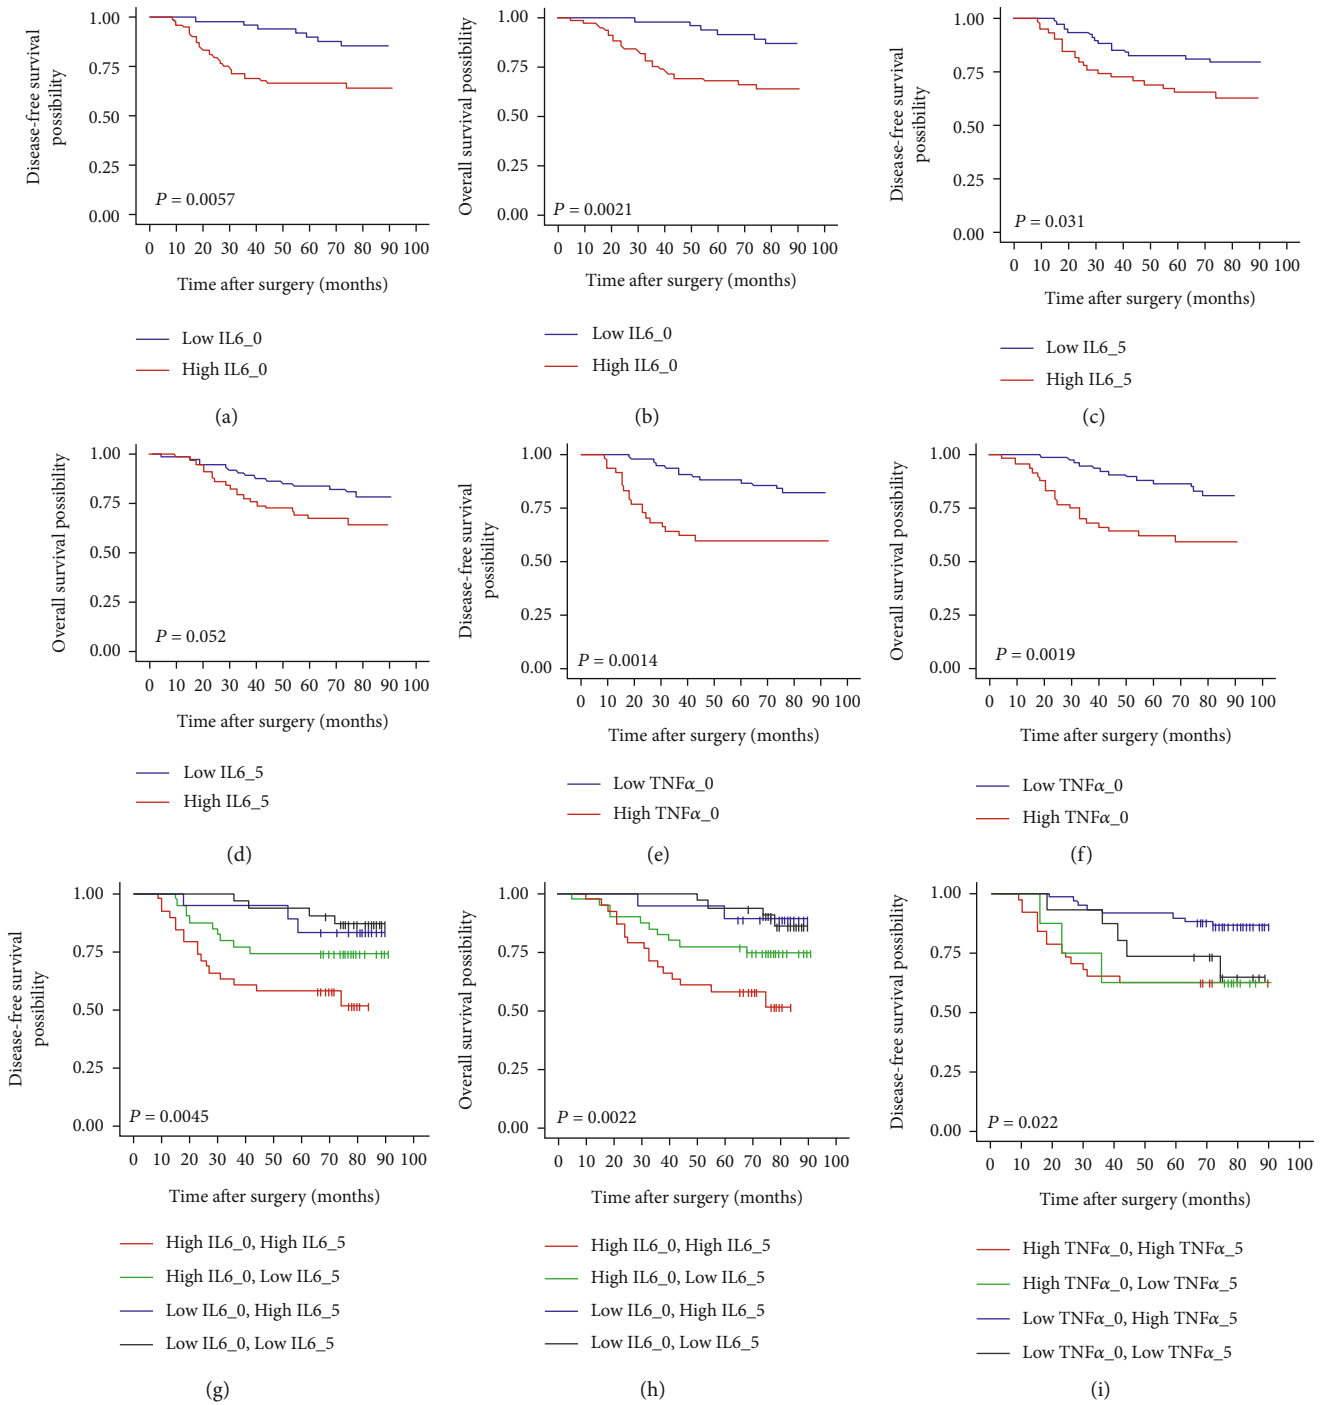 Disease-free survival
possibility
1.00
0.75
0.50
0.25
0.00
P = 0.0057
0 10 20 30 40 50 60 70 80 90 100
Time after surgery (months)
Low IL6_0
High IL6_0
(a)
Overall survival possibility
1.00
0.75
0.50
0.25
0.00
P = 0.0021
0 10 20 30 40 50 60 70 80 90 100
Time after surgery (months)
Low IL6_0
High IL6_0
(b)
Disease-free survival
possibility
1.00
0.75
0.50
0.25
0.00
P = 0.031
0 10 20 30 40 50 60 70 80 90 100
Time after surgery (months)
Low IL6_5
High IL6_5
(c)
Overall survival possibility
1.00
0.75
0.50
0.25
0.00
P = 0.052
0 10 20 30 40 50 60 70 80 90 100
Time after surgery (months)
Low IL6_5
High IL6_5
(d)
Disease-free survival
possibility
1.00
0.75
0.50
0.25
0.00
P = 0.0014
0 10 20 30 40 50 60 70 80 90 100
Time after surgery (months)
Low TNFα_0
High TNFα_0
(e)
Overall survival possibility
1.00
0.75
0.50
0.25
0.00
P = 0.0019
0 10 20 30 40 50 60 70 80 90 100
Time after surgery (months)
Low TNFα_0
High TNFα_0
(f)
Disease-free survival
possibility
1.00
0.75
0.50
0.25
0.00
P = 0.0045
0 10 20 30 40 50 60 70 80 90 100
Time after surgery (months)
High IL6_0, High IL6_5
High IL6_0, Low IL6_5
Low IL6_0, High IL6_5
Low IL6_0, Low IL6_5
(g)
Overall survival possibility
1.00
0.75
0.50
0.25
0.00
P = 0.0022
0 10 20 30 40 50 60 70 80 90 100
Time after surgery (months)
High IL6_0, High IL6_5
High IL6_0, Low IL6_5
Low IL6_0, High IL6_5
Low IL6_0, Low IL6_5
(h)
Disease-free survival possibility
1.00
0.75
0.50
0.25
0.00
P = 0.022
0 10 20 30 40 50 60 70 80 90 100
Time after surgery (months)
High TNFα_0, High TNFα_5
High TNFα_0, Low TNFα_5
Low TNFα_0, High TNFα_5
Low TNFα_0, Low TNFα_5
(i)